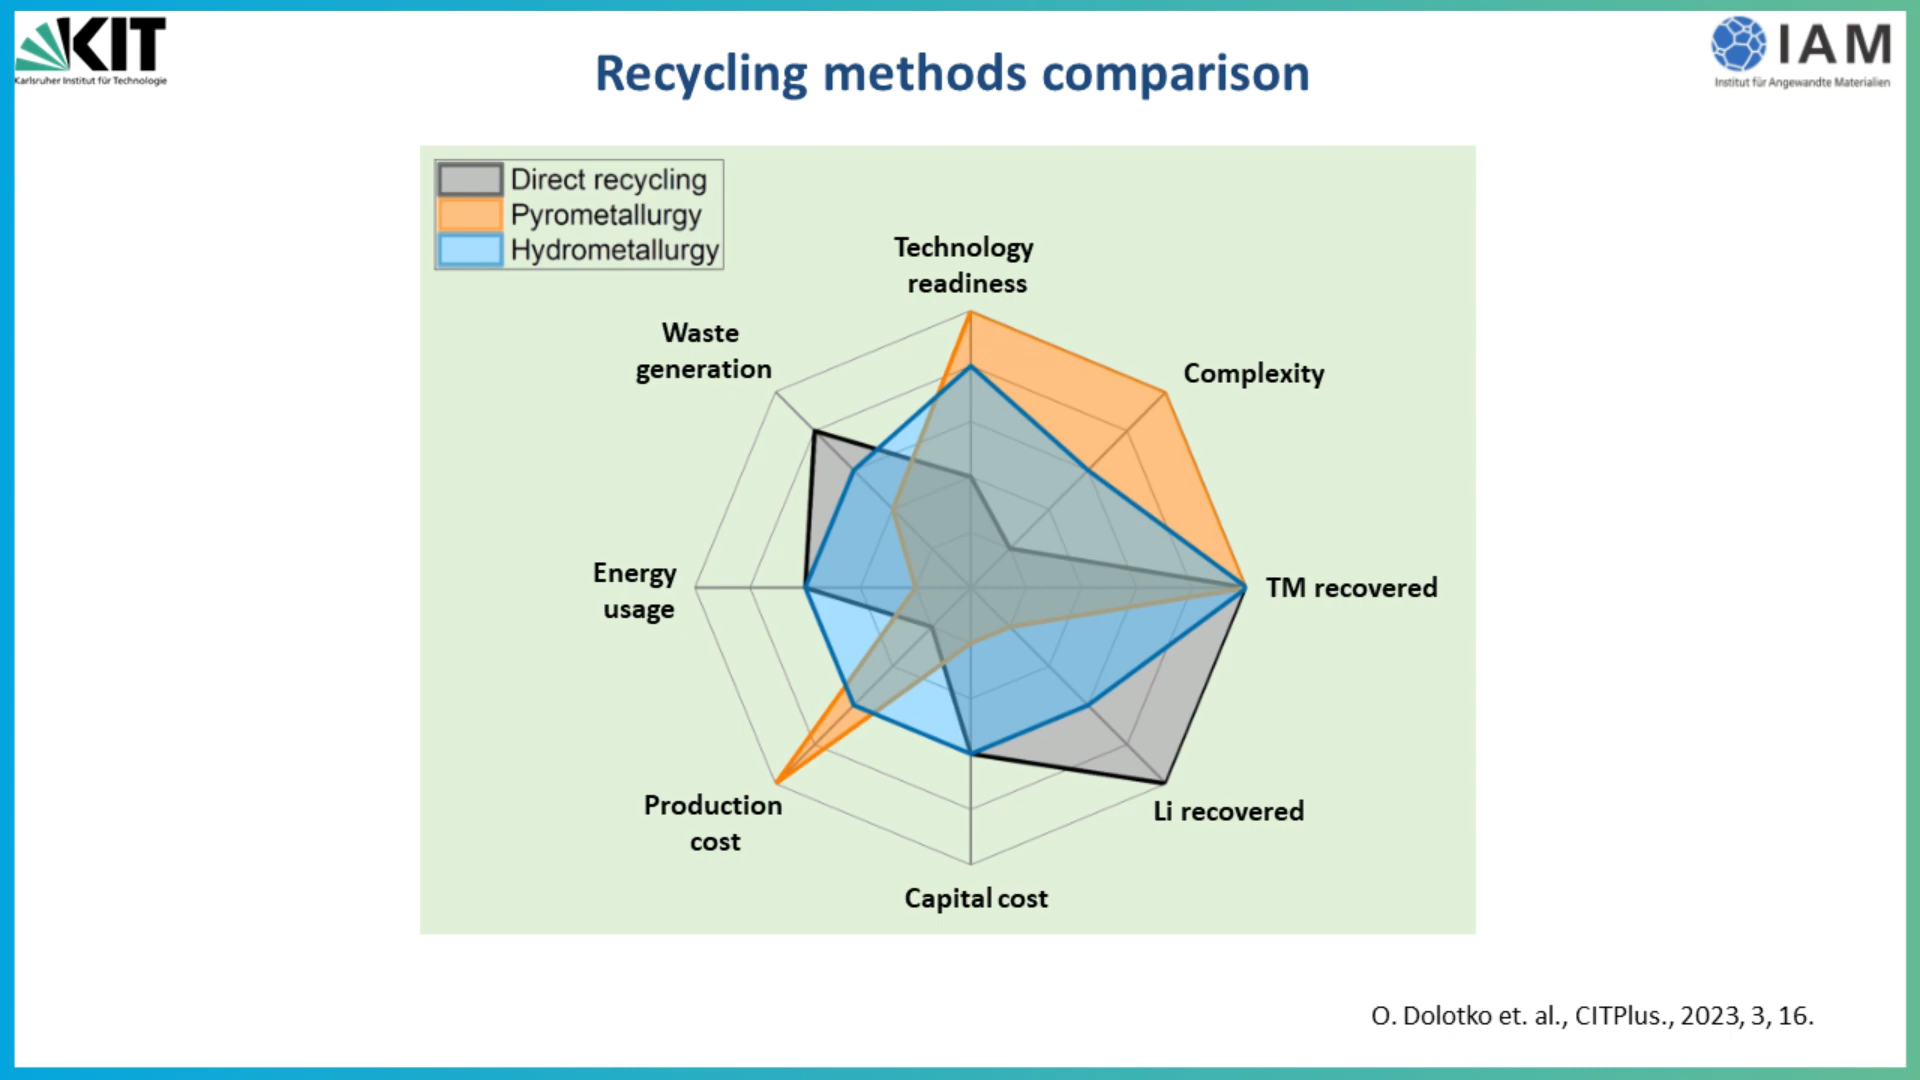 KIT
Karlsruher Institut für Technologie
Recycling methods comparison
IAM
Institut für Angewandte Materialien
Direct recycling
Pyrometallurgy
Hydrometallurgy
Technology
readiness
Waste
generation
Complexity
Energy
usage
TM recovered
Production
cost
Li recovered
Capital cost
O. Dolotko et. al., CITPlus., 2023, 3, 16.